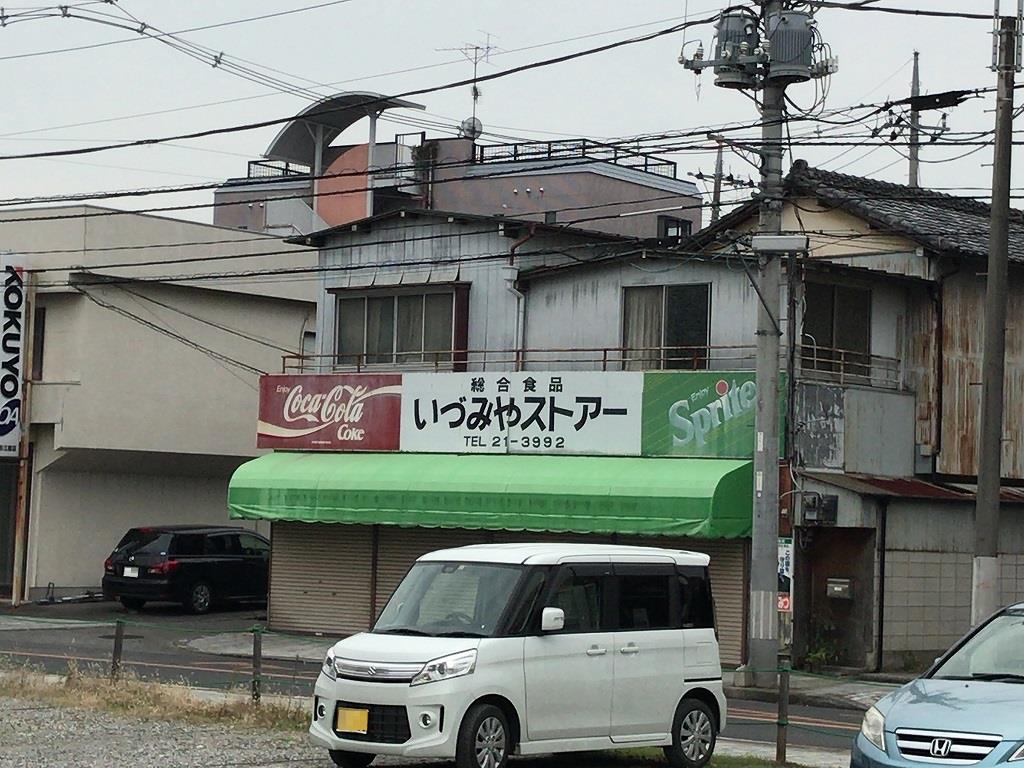 KOKUYO
Enjoy
Coca-Cola
Coke
総合食品
いづみやストアー
TEL 21-3992
Enjoy
Sprite